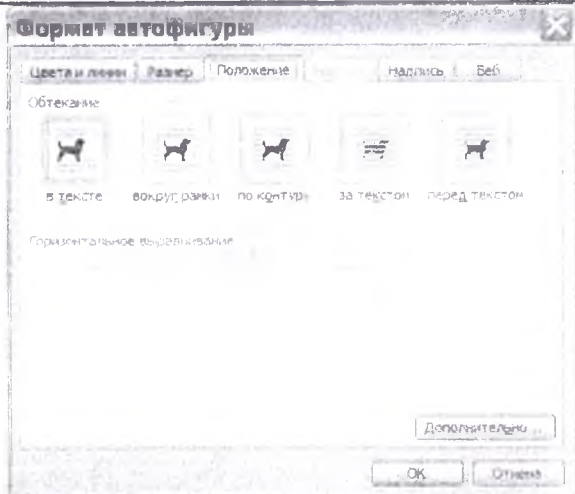 Формат автофигуры
Цвета и линии Размер Положение Надпись Веб
Обтекание
в тексте вокруг рамки по контуру за текстом перед текстом
Горизонтальное выравнивание
Дополнительно...
ОК Отмена